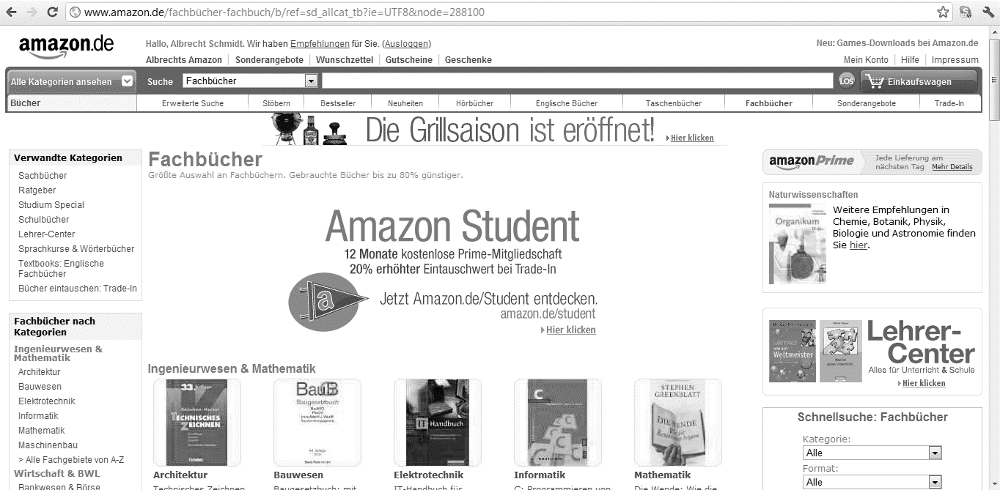 www.amazon.de/fachbücher-fachbuch/b/ref=sd_allcat_tb?ie=UTF8&node=288100
amazon.de
Hallo, Albrecht Schmidt. Wir haben Empfehlungen für Sie. (Ausloggen)
Neu: Games-Downloads bei Amazon.de
Albrechts Amazon
Sonderangebote
Wunschzettel
Gutscheine
Geschenke
Mein Konto
Hilfe
Impressum
Alle Kategorien ansehen
Suche
Fachbücher
LOS
Einkaufswagen
Bücher
Erweiterte Suche
Stöbern
Bestseller
Neuheiten
Hörbücher
Englische Bücher
Taschenbücher
Fachbücher
Sonderangebote
Trade-In
Die Grillsaison ist eröffnet!
Hier klicken
Verwandte Kategorien
Sachbücher
Ratgeber
Studium Special
Schulbücher
Lehrer-Center
Sprachkurse & Wörterbücher
Textbooks: Englische
Fachbücher
Bücher eintauschen: Trade-In
Fachbücher nach
Kategorien
Ingenieurwesen &
Mathematik
Architektur
Bauwesen
Elektrotechnik
Informatik
Mathematik
Maschinenbau
> Alle Fachgebiete von A-Z
Wirtschaft & BWL
Bankwesen & Börse
Fachbücher
Größte Auswahl an Fachbüchern. Gebrauchte Bücher bis zu 80% günstiger.
Amazon Student
12 Monate kostenlose Prime-Mitgliedschaft
20% erhöhter Eintauschwert bei Trade-In
a
Jetzt Amazon.de/Student entdecken.
amazon.de/student
Hier klicken
Ingenieurwesen & Mathematik
TECHNISCHES
ZEICHNEN
BauB
Baugesetzbuch
IT Handbuch
C
STEPHEN
GREENBLATT
DIE WENDE
Architektur
Bauwesen
Elektrotechnik
Informatik
Mathematik
Technisches Zeichnen
Baugesetzbuch: mit
IT-Handbuch für
C: Programmieren von
Die Wende: Wie die
amazonPrime
Jede Lieferung am
nächsten Tag Mehr Details
Naturwissenschaften
Organikum
Weitere Empfehlungen in
Chemie, Botanik, Physik,
Biologie und Astronomie finden
Sie hier.
Lernen
wie ein
Weltmeister
Lehrer-
Center
Alles für Unterricht & Schule
Hier klicken
Schnellsuche: Fachbücher
Kategorie:
Alle
Format:
Alle